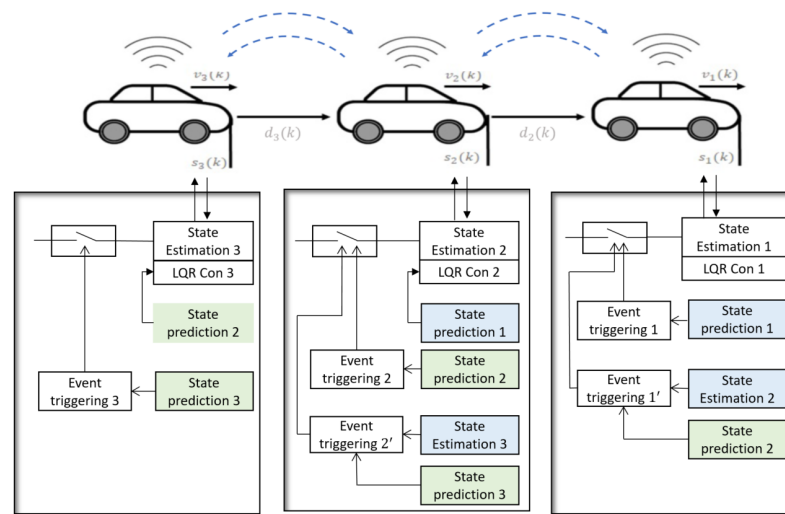 v₃(k)
v₂(k)
v₁(k)
d₃(k)
d₂(k)
s₃(k)
s₂(k)
s₁(k)
State
Estimation 3
LQR Con 3
State
prediction 2
Event
triggering 3
State
prediction 3
State
Estimation 2
LQR Con 2
State
prediction 1
Event
triggering 2
State
prediction 2
Event
triggering 2′
State
Estimation 3
State
prediction 3
State
Estimation 1
LQR Con 1
Event
triggering 1
State
prediction 1
Event
triggering 1′
State
Estimation 2
State
prediction 2